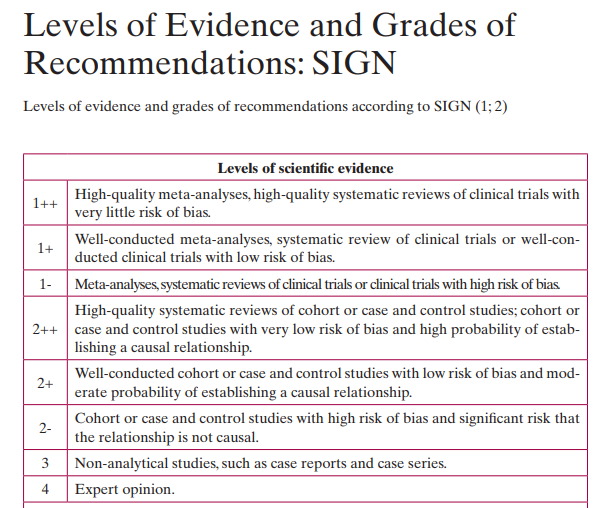 Levels of Evidence and Grades of
Recommendations: SIGN
Levels of evidence and grades of recommendations according to SIGN (1; 2)
Levels of scientific evidence
1++ High-quality meta-analyses, high-quality systematic reviews of clinical trials with
very little risk of bias.
1+ Well-conducted meta-analyses, systematic review of clinical trials or well-con-
ducted clinical trials with low risk of bias.
1- Meta-analyses, systematic reviews of clinical trials or clinical trials with high risk of bias.
2++ High-quality systematic reviews of cohort or case and control studies; cohort or
case and control studies with very low risk of bias and high probability of estab-
lishing a causal relationship.
2+ Well-conducted cohort or case and control studies with low risk of bias and mod-
erate probability of establishing a causal relationship.
2- Cohort or case and control studies with high risk of bias and significant risk that
the relationship is not causal.
3 Non-analytical studies, such as case reports and case series.
4 Expert opinion.